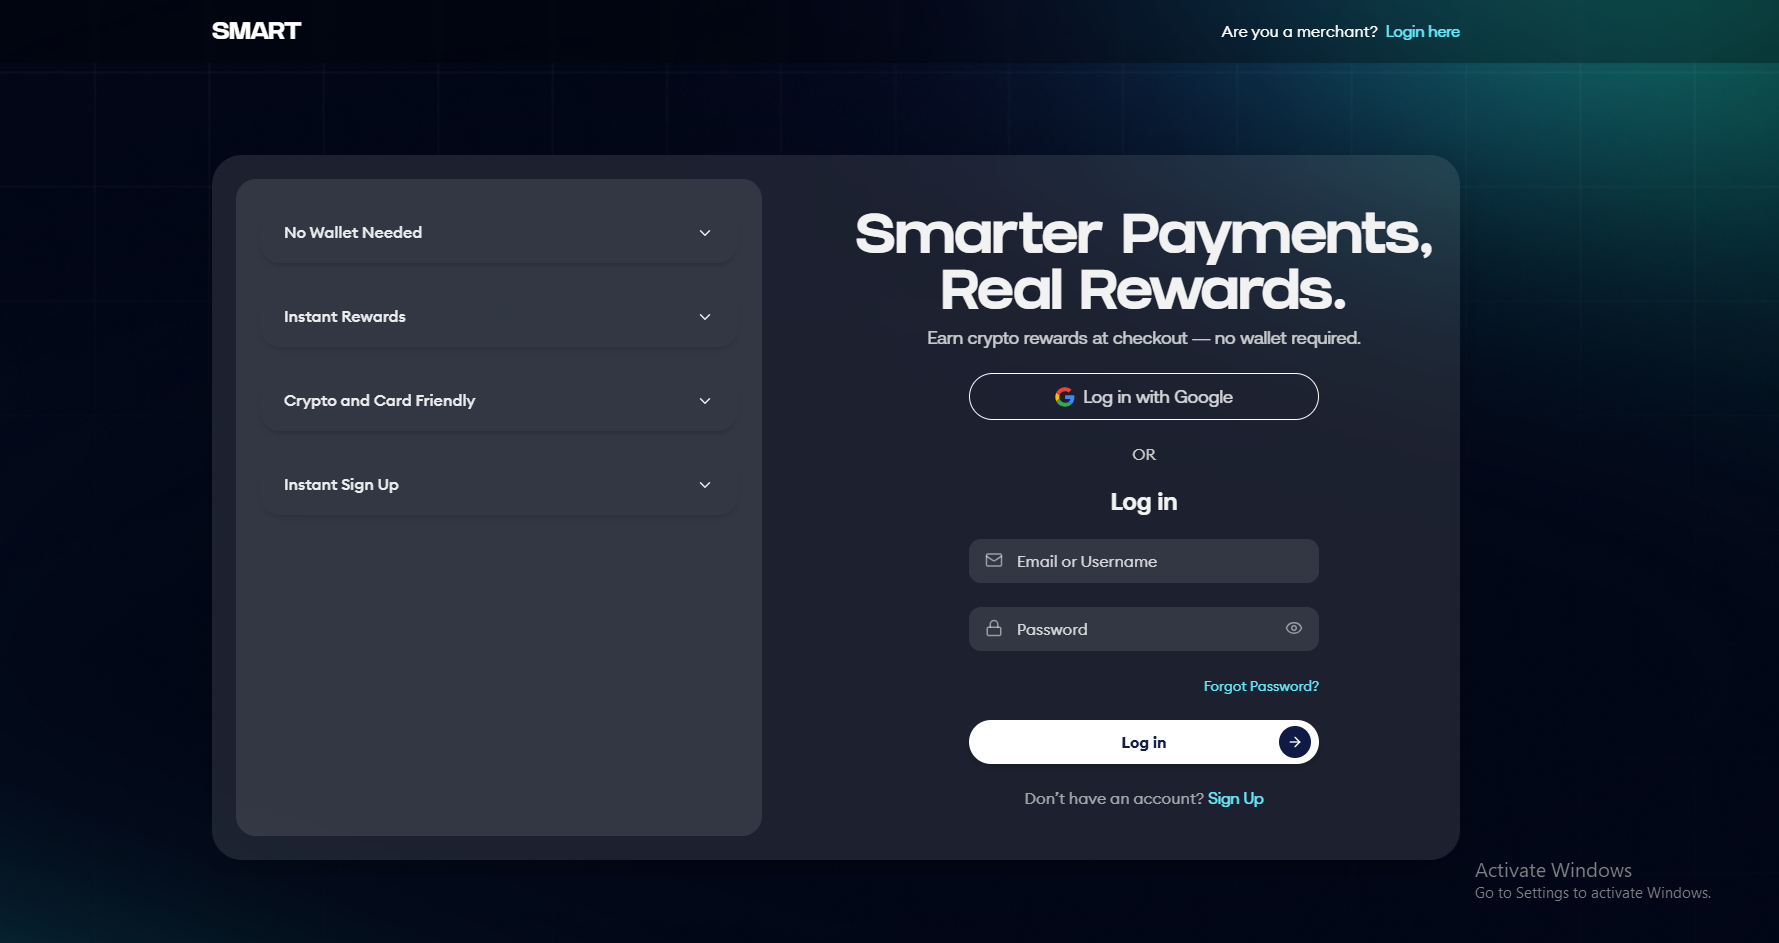 SMART
Are you a merchant? Login here
No Wallet Needed
Instant Rewards
Crypto and Card Friendly
Instant Sign Up
Smarter Payments,
Real Rewards.
Earn crypto rewards at checkout — no wallet required.
Log in with Google
OR
Log in
Email or Username
Password
Forgot Password?
Log in
Don’t have an account? Sign Up
Activate Windows
Go to Settings to activate Windows.